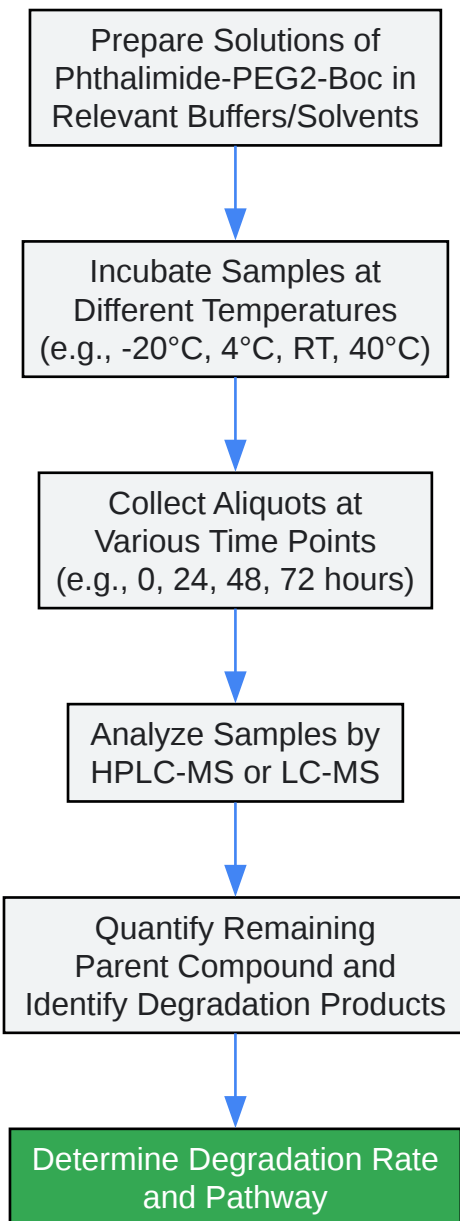 Prepare Solutions of
Phthalimide-PEG2-Boc in
Relevant Buffers/Solvents
Incubate Samples at
Different Temperatures
(e.g., -20°C, 4°C, RT, 40°C)
Collect Aliquots at
Various Time Points
(e.g., 0, 24, 48, 72 hours)
Analyze Samples by
HPLC-MS or LC-MS
Quantify Remaining
Parent Compound and
Identify Degradation Products
Determine Degradation Rate
and Pathway